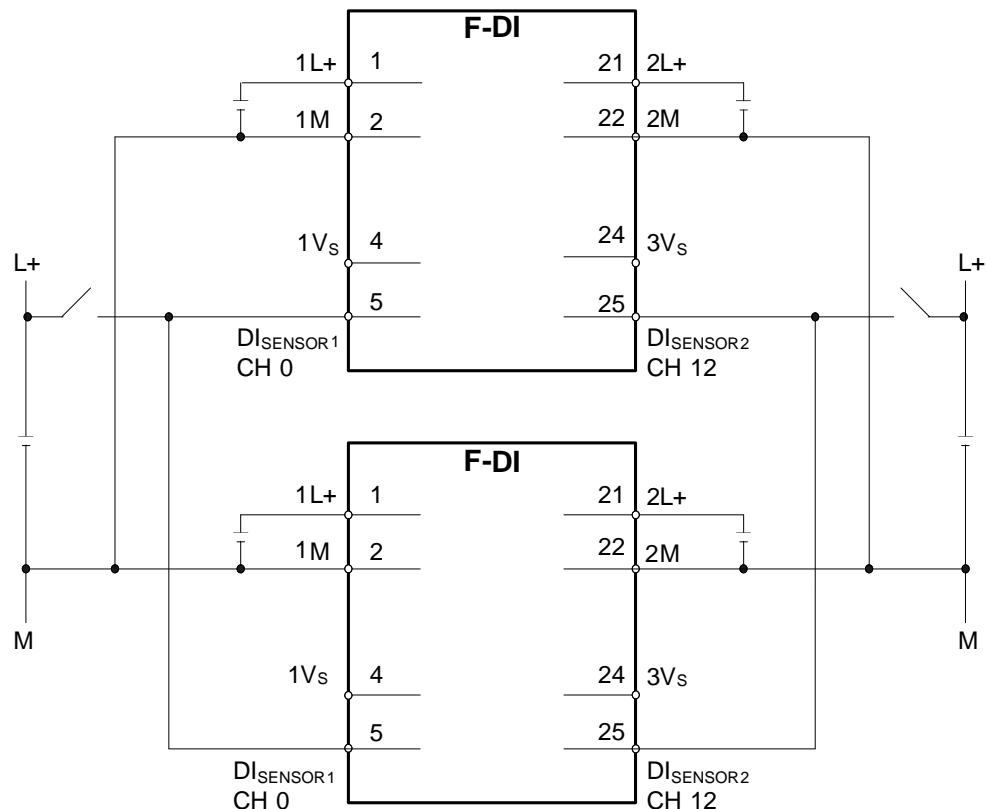 F-DI
1L+ 1 21 2L+
1M 2 22 2M
1VS 4 24 3VS
L+ L+
5 25
DISENSOR1 DISENSOR2
CH 0 CH 12
F-DI
1L+ 1 21 2L+
1M 2 22 2M
M M
1VS 4 24 3VS
5 25
DISENSOR1 DISENSOR2
CH 0 CH 12